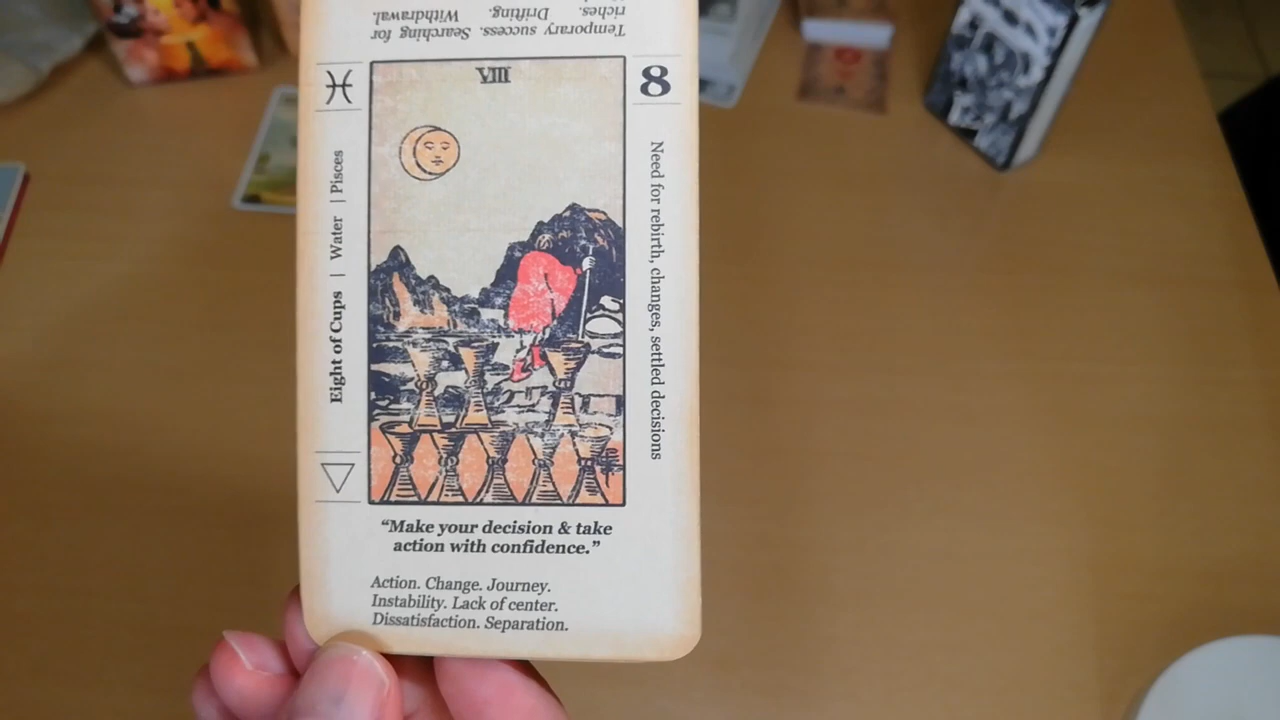 Temporary success. Searching for
riches. Drifting. Withdrawal.
VIII
8
Eight of Cups | Water | Pisces
Need for rebirth, changes, settled decisions
“Make your decision & take
action with confidence.”
Action. Change. Journey.
Instability. Lack of center.
Dissatisfaction. Separation.